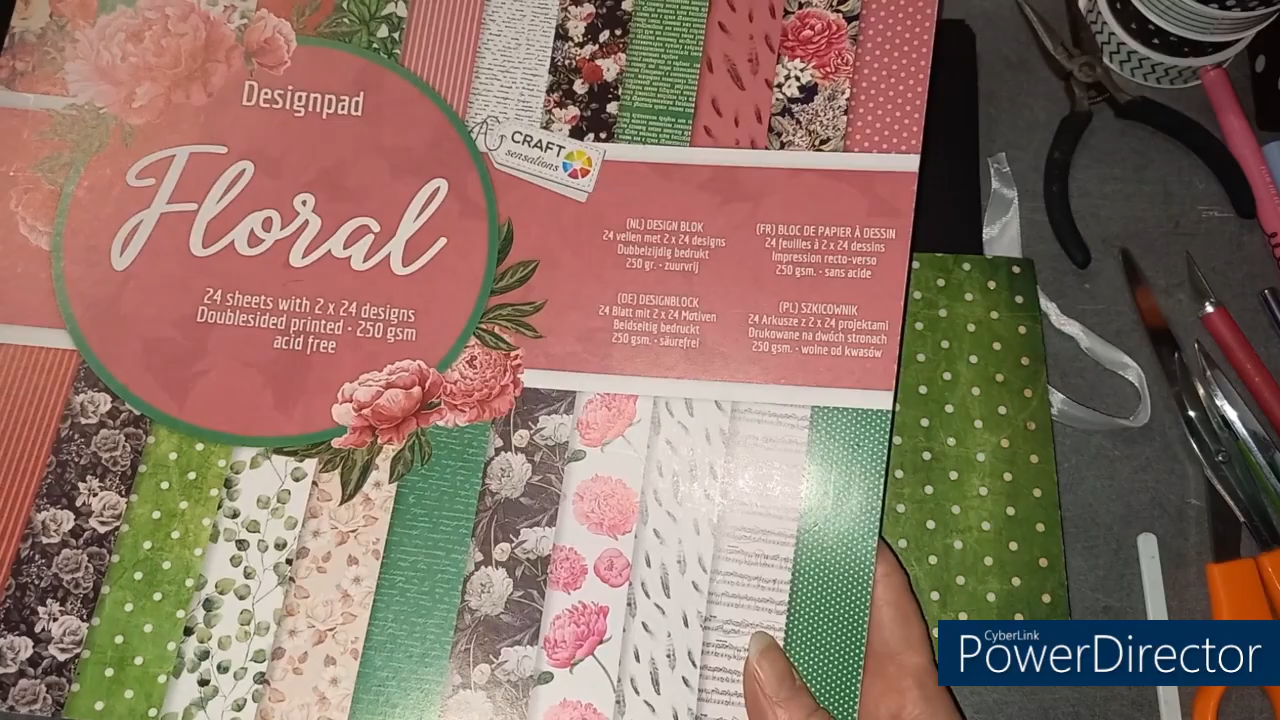 Designpad
Floral
24 sheets with 2 x 24 designs
Doublesided printed • 250 gsm
acid free
CRAFT
sensations
(NL) DESIGN BLOK
24 vellen met 2 x 24 designs
Dubbelzijdig bedrukt
250 gr. • zuurvrij
(FR) BLOC DE PAPIER À DESSIN
24 feuilles à 2 x 24 dessins
Impression recto-verso
250 gsm. • sans acide
(DE) DESIGNBLOCK
24 Blatt mit 2 x 24 Motiven
Beidseitig bedruckt
250 gsm. • säurefrei
(PL) SZKICOWNIK
24 Arkusze z 2 x 24 projektami
Drukowane na dwóch stronach
250 gsm. • wolne od kwasów
CyberLink
PowerDirector